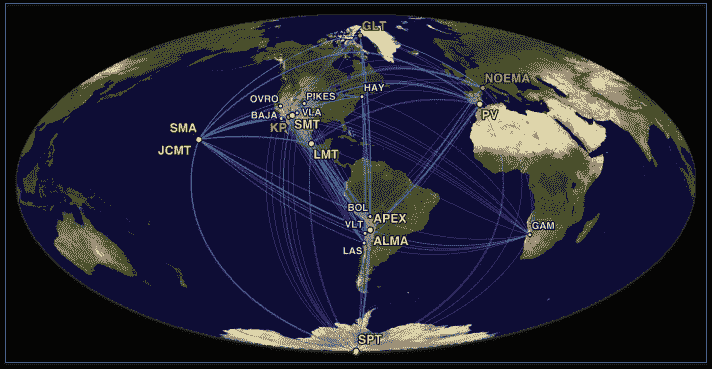 GLT
NOEMA
HAY
PIKES
OVRO
VLA
BAJA
SMT
KP
PV
SMA
JCMT
LMT
BOL
APEX
VLT
GAM
ALMA
LAS
SPT